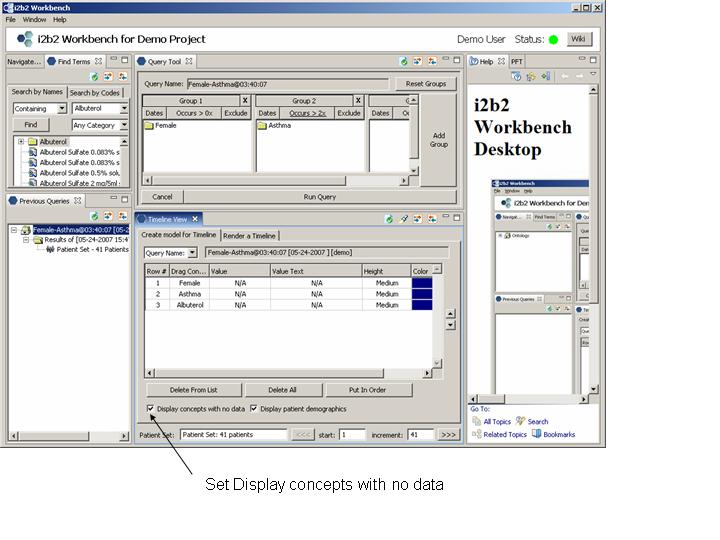 i2b2 Workbench
File Window Help
i2b2 Workbench for Demo Project
Demo User Status: Wiki
Navigate... Find Terms
Search by Names Search by Codes
Containing Albuterol
Find Any Category
Albuterol
Albuterol Sulfate 0.083% s
Albuterol Sulfate 0.083% s
Albuterol Sulfate 0.5% solu
Albuterol Sulfate 2 mg/5ml
Previous Queries
Female-Asthma@03:40:07 [05-2
Results of [05-24-2007 15:4
Patient Set - 41 Patients
Query Tool
Query Name: Female-Asthma@03:40:07 Reset Groups
Group 1 X Group 2 X G
Dates Occurs > 0x Exclude Dates Occurs > 2x Exclude Dates Oc
Female Asthma
Add
Group
Cancel Run Query
Timeline View
Create model for Timeline Render a Timeline
Query Name: Female-Asthma@03:40:07 [05-24-2007 ] [demo]
Row # Drag Con... Value Value Text Height Color
1 Female N/A N/A Medium
2 Asthma N/A N/A Medium
3 Albuterol N/A N/A Medium
Delete From List Delete All Put In Order
Display concepts with no data Display patient demographics
Patient Set: Patient Set: 41 patients <<< start: 1 increment: 41 >>>
Help PFT
i2b2
Workbench
Desktop
i2b2 Workbench
File Window Help
i2b2 Workbench for Demo
Navigat... Find Terms
Ontology
Previous Queries
Go To:
All Topics Search
Related Topics Bookmarks
Set Display concepts with no data